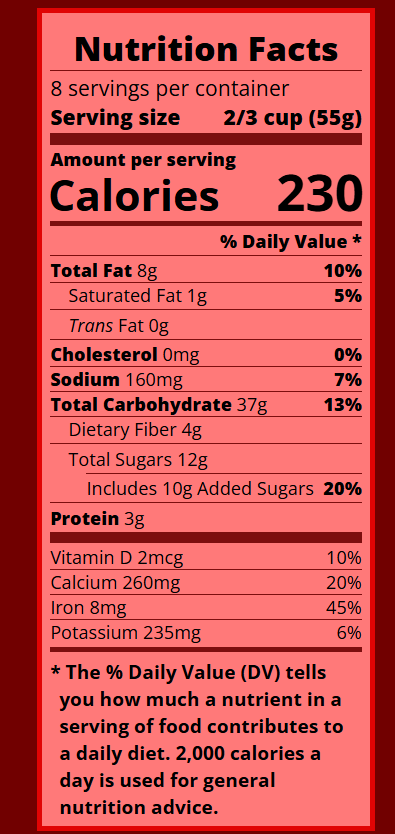 Nutrition Facts
8 servings per container
Serving size 2/3 cup (55g)
Amount per serving
Calories 230
% Daily Value *
Total Fat 8g 10%
Saturated Fat 1g 5%
Trans Fat 0g
Cholesterol 0mg 0%
Sodium 160mg 7%
Total Carbohydrate 37g 13%
Dietary Fiber 4g
Total Sugars 12g
Includes 10g Added Sugars 20%
Protein 3g
Vitamin D 2mcg 10%
Calcium 260mg 20%
Iron 8mg 45%
Potassium 235mg 6%
* The % Daily Value (DV) tells
you how much a nutrient in a
serving of food contributes to
a daily diet. 2,000 calories a
day is used for general
nutrition advice.